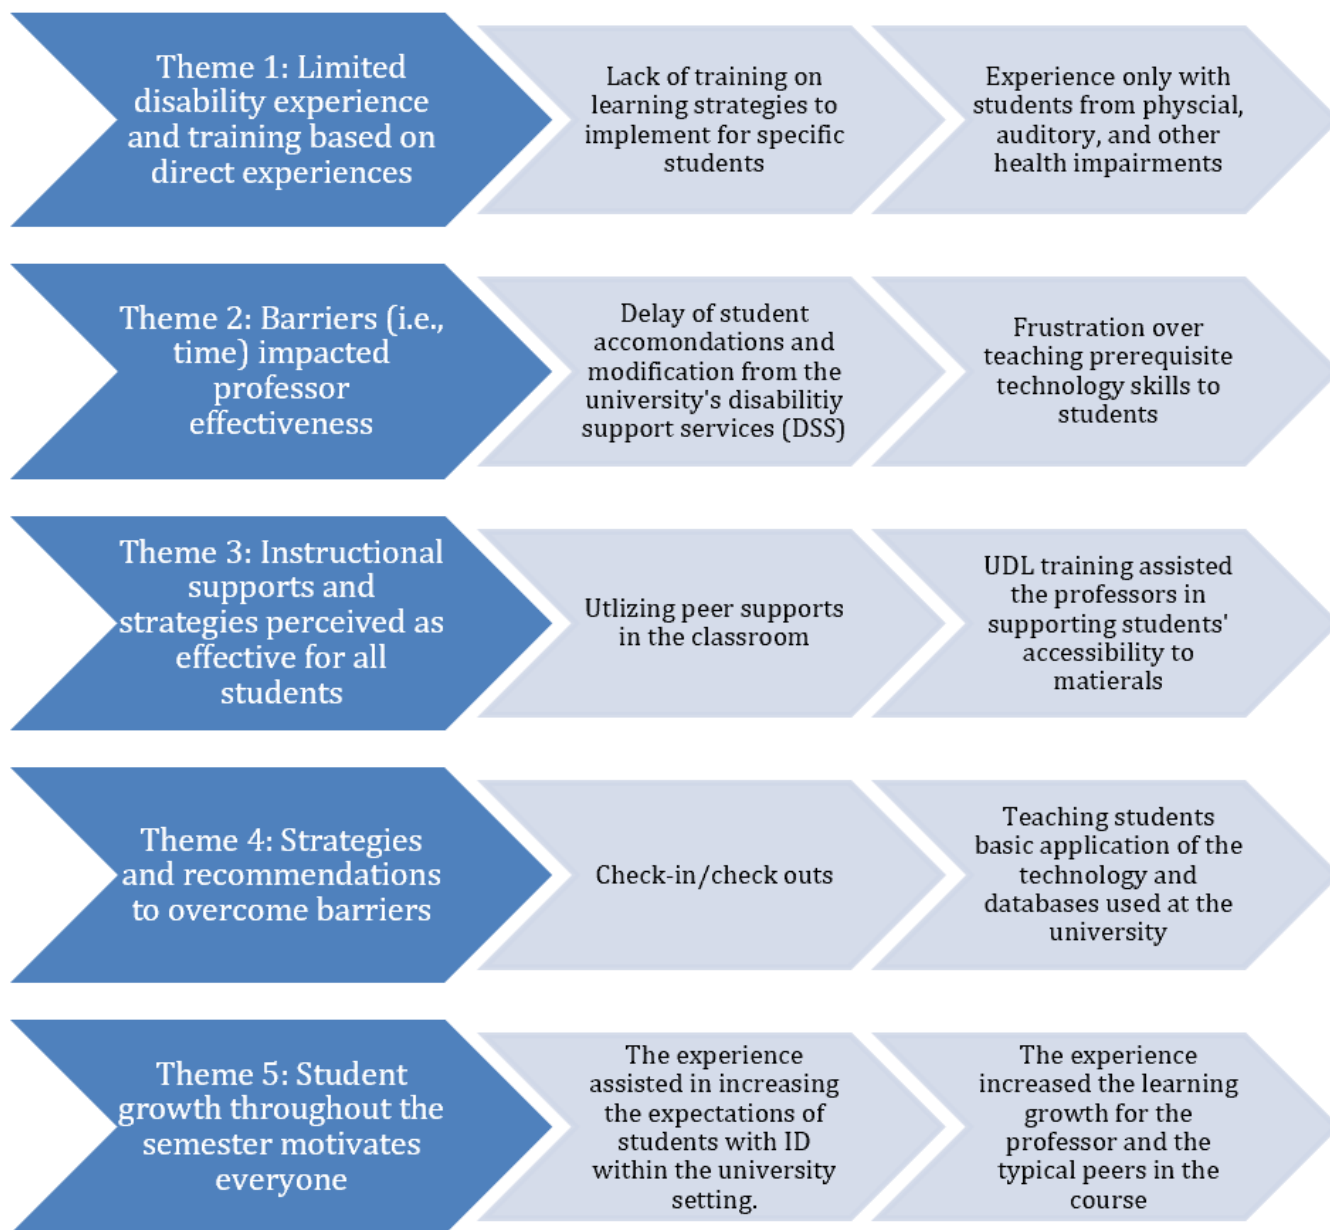 Theme 1: Limited
disability experience
and training based on
direct experiences
Lack of training on
learning strategies to
implement for specific
students
Experience only with
students from physcial,
auditory, and other
health impairments
Theme 2: Barriers (i.e.,
time) impacted
professor
effectiveness
Delay of student
accomondations and
modification from the
university's disabilitiy
support services (DSS)
Frustration over
teaching prerequisite
technology skills to
students
Theme 3: Instructional
supports and
strategies perceived as
effective for all
students
Utlizing peer supports
in the classroom
UDL training assisted
the professors in
supporting students'
accessibility to
matierals
Theme 4: Strategies
and recommendations
to overcome barriers
Check-in/check outs
Teaching students
basic application of the
technology and
databases used at the
university
Theme 5: Student
growth throughout the
semester motivates
everyone
The experience
assisted in increasing
the expectations of
students with ID
within the university
setting.
The experience
increased the learning
growth for the
professor and the
typical peers in the
course